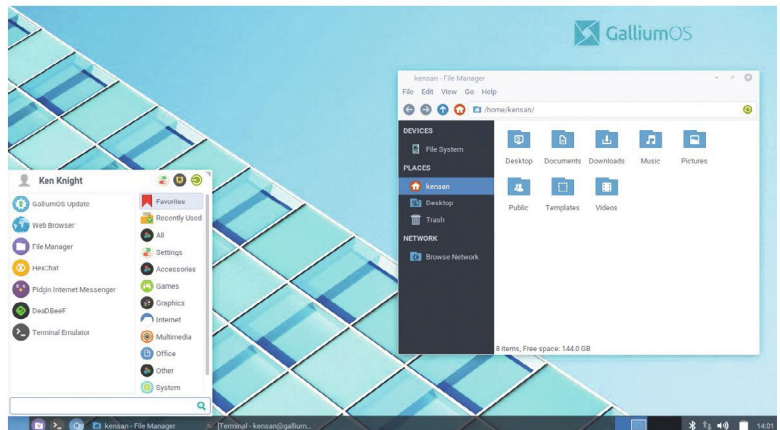 GalliumOS
kensan - File Manager
File Edit View Go Help
/home/kensan/
DEVICES
File System
PLACES
kensan
Desktop
Trash
NETWORK
Browse Network
Desktop Documents Downloads Music Pictures
Public Templates Videos
8 items, Free space: 144.0 GB
Ken Knight
GalliumOS Update
Web Browser
File Manager
HexChat
Pidgin Internet Messenger
DeaDBeeF
Terminal Emulator
Favorites
Recently Used
All
Settings
Accessories
Games
Graphics
Internet
Multimedia
Office
Other
System
kensan - File Manager
Terminal - kensan@gallium...
14:01